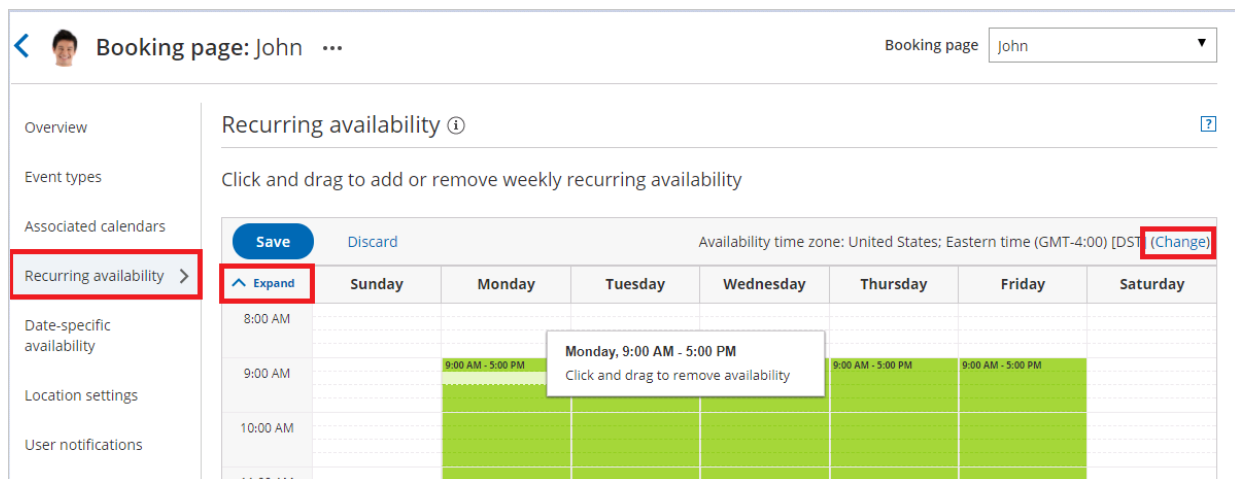 Booking page: John ...
Booking page John
Overview
Event types
Associated calendars
Recurring availability
Date-specific
availability
Location settings
User notifications
Recurring availability
?
Click and drag to add or remove weekly recurring availability
Save Discard Availability time zone: United States; Eastern time (GMT-4:00) [DST] (Change)
Expand Sunday Monday Tuesday Wednesday Thursday Friday Saturday
8:00 AM
Monday, 9:00 AM - 5:00 PM
Click and drag to remove availability
9:00 AM 9:00 AM - 5:00 PM 9:00 AM - 5:00 PM 9:00 AM - 5:00 PM
10:00 AM